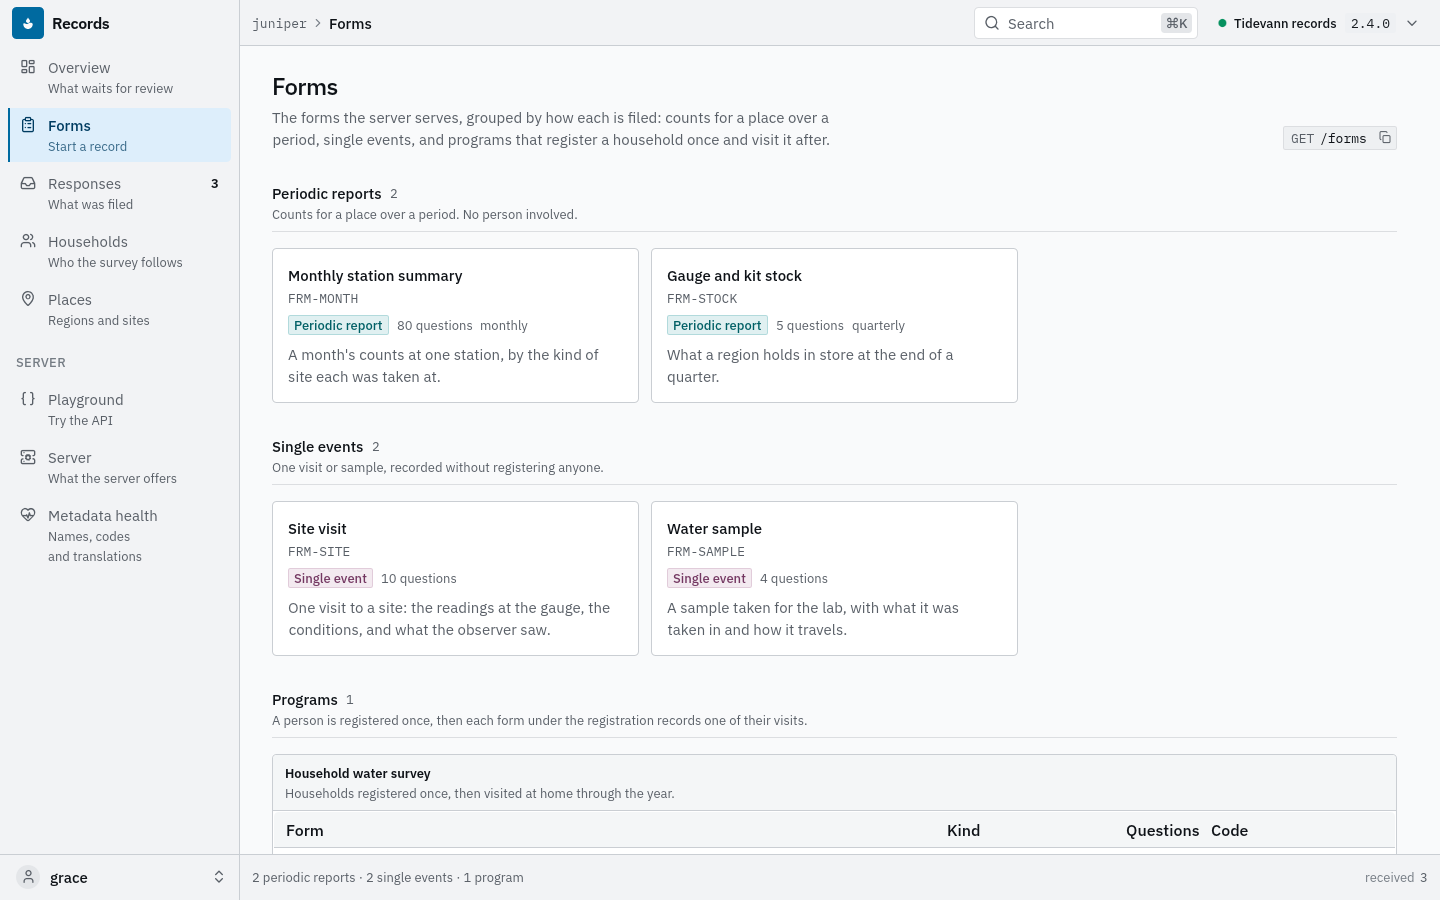 Records
juniper > Forms
Search ⌘K
Tidevann records 2.4.0
Overview
What waits for review
Forms
Start a record
Responses 3
What was filed
Households
Who the survey follows
Places
Regions and sites
SERVER
Playground
Try the API
Server
What the server offers
Metadata health
Names, codes
and translations
grace
Forms
The forms the server serves, grouped by how each is filed: counts for a place over a
period, single events, and programs that register a household once and visit it after.
GET /forms
Periodic reports 2
Counts for a place over a period. No person involved.
Monthly station summary
FRM-MONTH
Periodic report 80 questions monthly
A month's counts at one station, by the kind of
site each was taken at.
Gauge and kit stock
FRM-STOCK
Periodic report 5 questions quarterly
What a region holds in store at the end of a
quarter.
Single events 2
One visit or sample, recorded without registering anyone.
Site visit
FRM-SITE
Single event 10 questions
One visit to a site: the readings at the gauge, the
conditions, and what the observer saw.
Water sample
FRM-SAMPLE
Single event 4 questions
A sample taken for the lab, with what it was
taken in and how it travels.
Programs 1
A person is registered once, then each form under the registration records one of their visits.
Household water survey
Households registered once, then visited at home through the year.
Form Kind Questions Code
2 periodic reports · 2 single events · 1 program
received 3